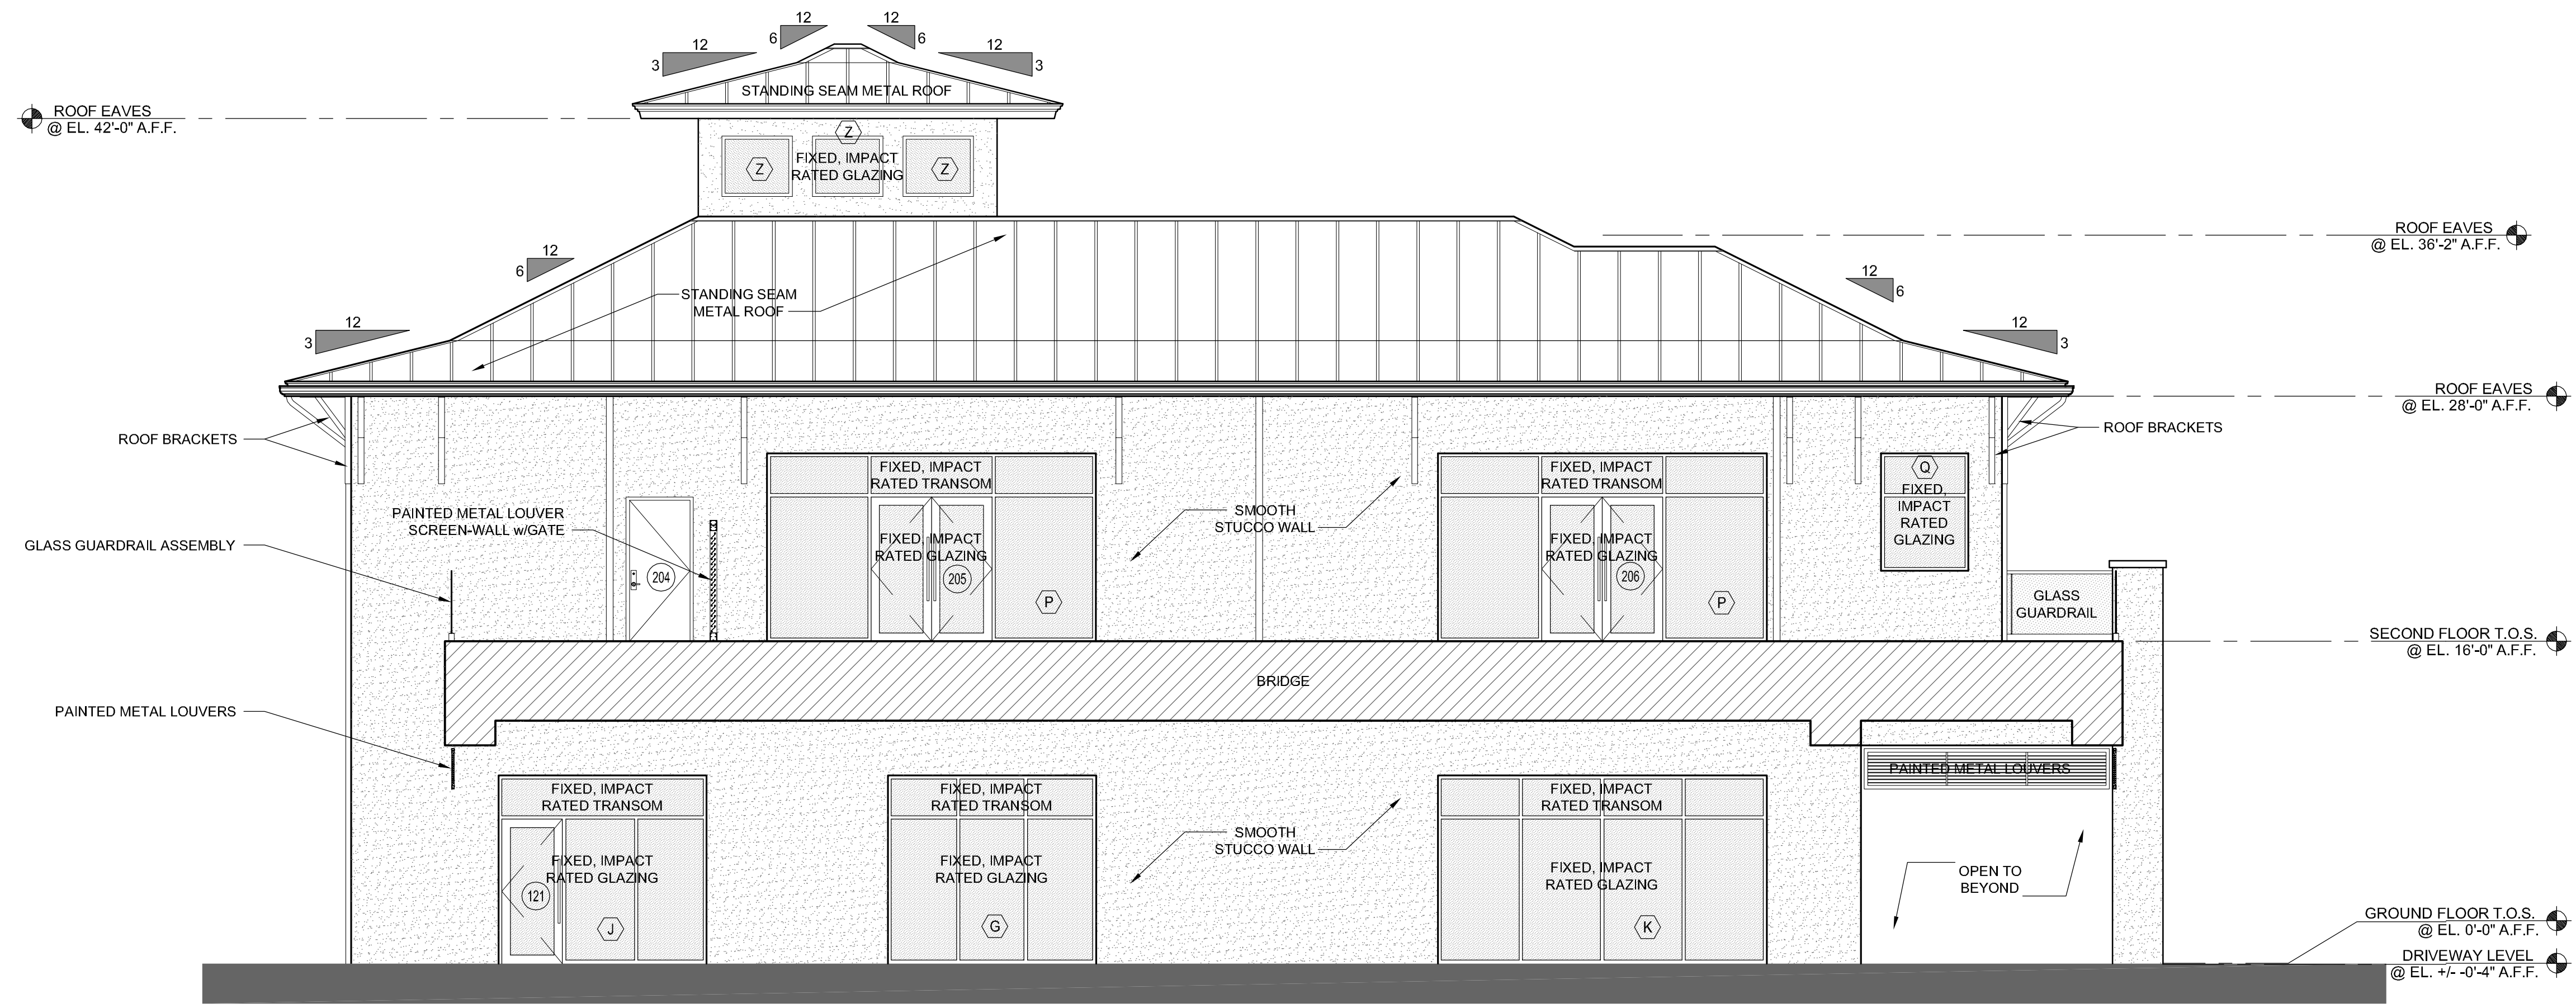 12
12
6
6
12
12
3
3
STANDING SEAM METAL ROOF
ROOF EAVES
@ EL. 42'-0" A.F.F.
Z
FIXED, IMPACT
RATED GLAZING
Z
Z
ROOF EAVES
@ EL. 36'-2" A.F.F.
12
6
12
6
STANDING SEAM
METAL ROOF
12
3
12
3
ROOF EAVES
@ EL. 28'-0" A.F.F.
ROOF BRACKETS
ROOF BRACKETS
FIXED, IMPACT
RATED TRANSOM
FIXED, IMPACT
RATED TRANSOM
Q
FIXED,
IMPACT
RATED
GLAZING
PAINTED METAL LOUVER
SCREEN-WALL w/GATE
SMOOTH
STUCCO WALL
GLASS GUARDRAIL ASSEMBLY
FIXED, IMPACT
RATED GLAZING
FIXED, IMPACT
RATED GLAZING
204
205
206
P
P
GLASS
GUARDRAIL
SECOND FLOOR T.O.S.
@ EL. 16'-0" A.F.F.
BRIDGE
PAINTED METAL LOUVERS
PAINTED METAL LOUVERS
FIXED, IMPACT
RATED TRANSOM
FIXED, IMPACT
RATED TRANSOM
FIXED, IMPACT
RATED TRANSOM
SMOOTH
STUCCO WALL
FIXED, IMPACT
RATED GLAZING
FIXED, IMPACT
RATED GLAZING
FIXED, IMPACT
RATED GLAZING
OPEN TO
BEYOND
121
J
G
K
GROUND FLOOR T.O.S.
@ EL. 0'-0" A.F.F.
DRIVEWAY LEVEL
@ EL. +/- -0'-4" A.F.F.